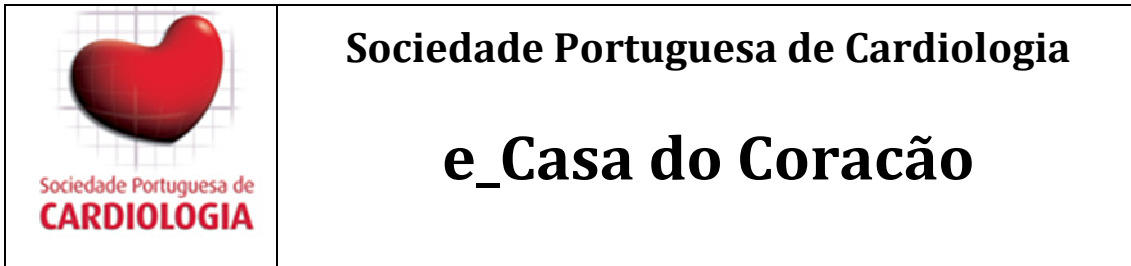 Sociedade Portuguesa de
CARDIOLOGIA
Sociedade Portuguesa de Cardiologia
e_Casa do Coracão